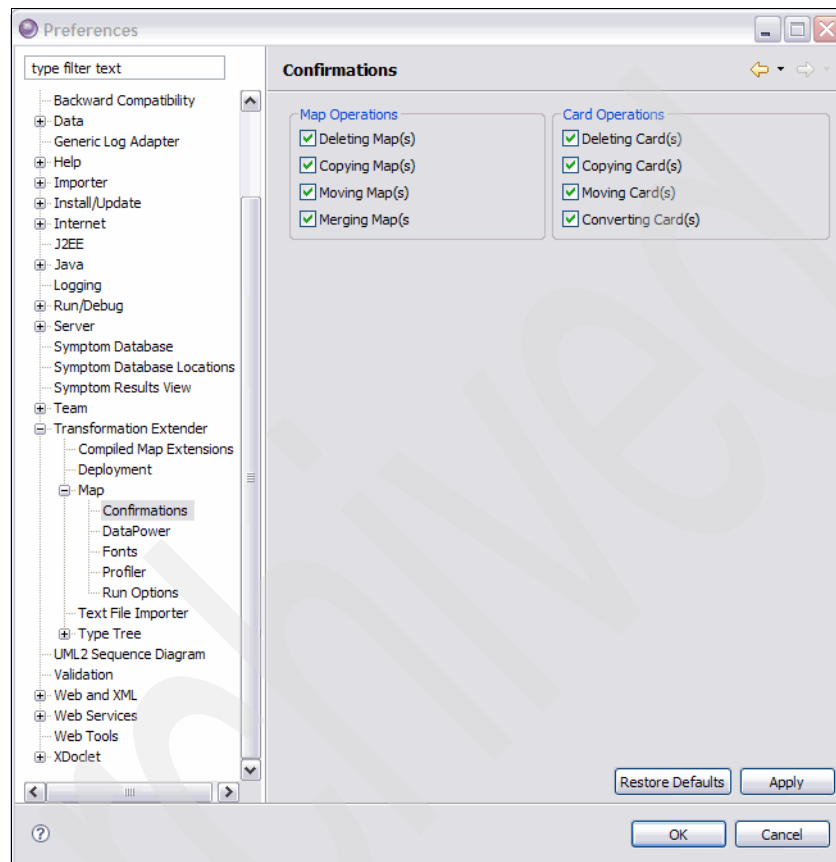 Preferences
type filter text
Backward Compatibility
Data
Generic Log Adapter
Help
Importer
Install/Update
Internet
J2EE
Java
Logging
Run/Debug
Server
Symptom Database
Symptom Database Locations
Symptom Results View
Team
Transformation Extender
Compiled Map Extensions
Deployment
Map
Confirmations
DataPower
Fonts
Profiler
Run Options
Text File Importer
Type Tree
UML2 Sequence Diagram
Validation
Web and XML
Web Services
Web Tools
XDoclet
Confirmations
Map Operations
Deleting Map(s)
Copying Map(s)
Moving Map(s)
Merging Map(s
Card Operations
Deleting Card(s)
Copying Card(s)
Moving Card(s)
Converting Card(s)
Restore Defaults
Apply
OK
Cancel